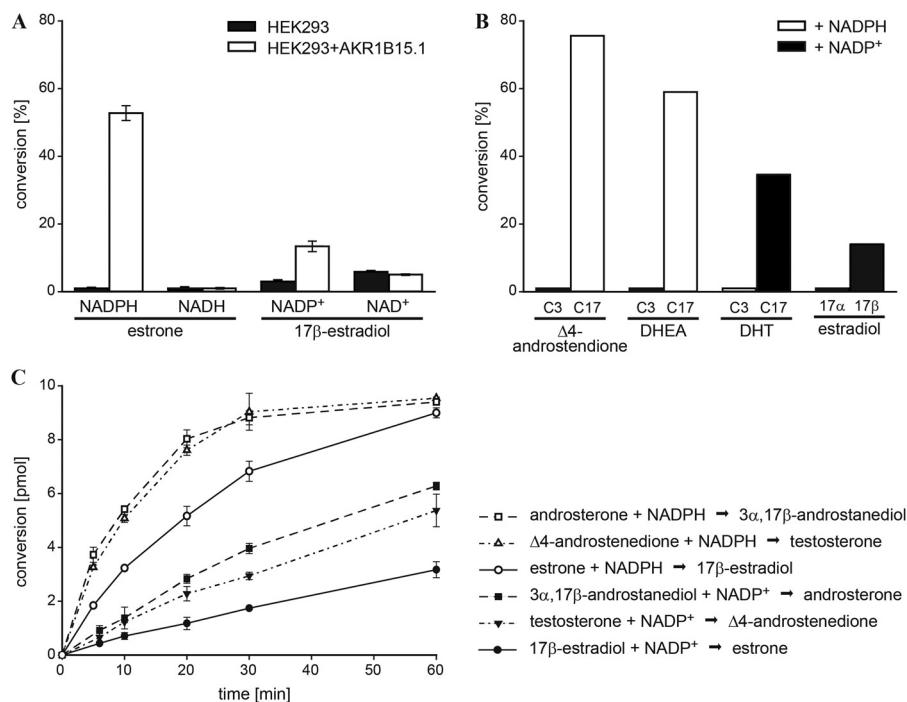 A
HEK293
HEK293+AKR1B15.1
conversion [%]
80
60
40
20
0
NADPH NADH NADP+ NAD+
estrone 17β-estradiol
B
+ NADPH
+ NADP+
conversion [%]
80
60
40
20
0
C3 C17 C3 C17 C3 C17 17α 17β
Δ4-androstendione DHEA DHT estradiol
C
conversion [pmol]
10
8
6
4
2
0
0 10 20 30 40 50 60
time [min]
androsterone + NADPH → 3α,17β-androstanediol
Δ4-androstenedione + NADPH → testosterone
estrone + NADPH → 17β-estradiol
3α,17β-androstanediol + NADP+ → androsterone
testosterone + NADP+ → Δ4-androstenedione
17β-estradiol + NADP+ → estrone